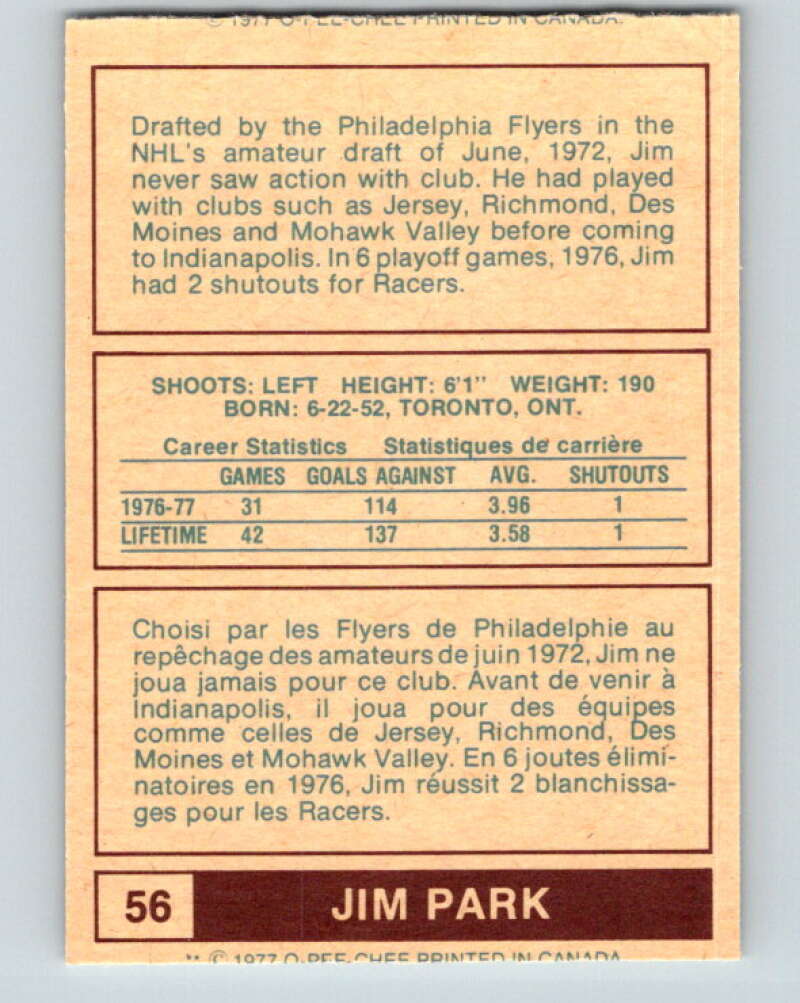 © 1977 O-PEE-CHEE PRINTED IN CANADA.
Drafted by the Philadelphia Flyers in the
NHL's amateur draft of June, 1972, Jim
never saw action with club. He had played
with clubs such as Jersey, Richmond, Des
Moines and Mohawk Valley before coming
to Indianapolis. In 6 playoff games, 1976, Jim
had 2 shutouts for Racers.
SHOOTS: LEFT HEIGHT: 6'1" WEIGHT: 190
BORN: 6-22-52, TORONTO, ONT.
Career Statistics Statistiques de carrière
GAMES GOALS AGAINST AVG. SHUTOUTS
1976-77 31 114 3.96 1
LIFETIME 42 137 3.58 1
Choisi par les Flyers de Philadelphie au
repêchage des amateurs de juin 1972, Jim ne
joua jamais pour ce club. Avant de venir à
Indianapolis, il joua pour des équipes
comme celles de Jersey, Richmond, Des
Moines et Mohawk Valley. En 6 joutes élimi-
natoires en 1976, Jim réussit 2 blanchissa-
ges pour les Racers.
56 JIM PARK
** © 1977 O-PEE-CHEE PRINTED IN CANADA